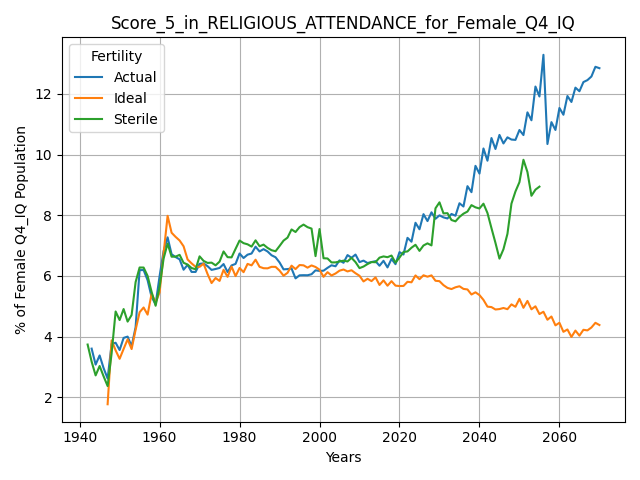 Score_5_in_RELIGIOUS_ATTENDANCE_for_Female_Q4_IQ
Fertility
Actual
Ideal
Sterile
% of Female Q4_IQ Population
12
10
8
6
4
2
1940 1960 1980 2000 2020 2040 2060
Years